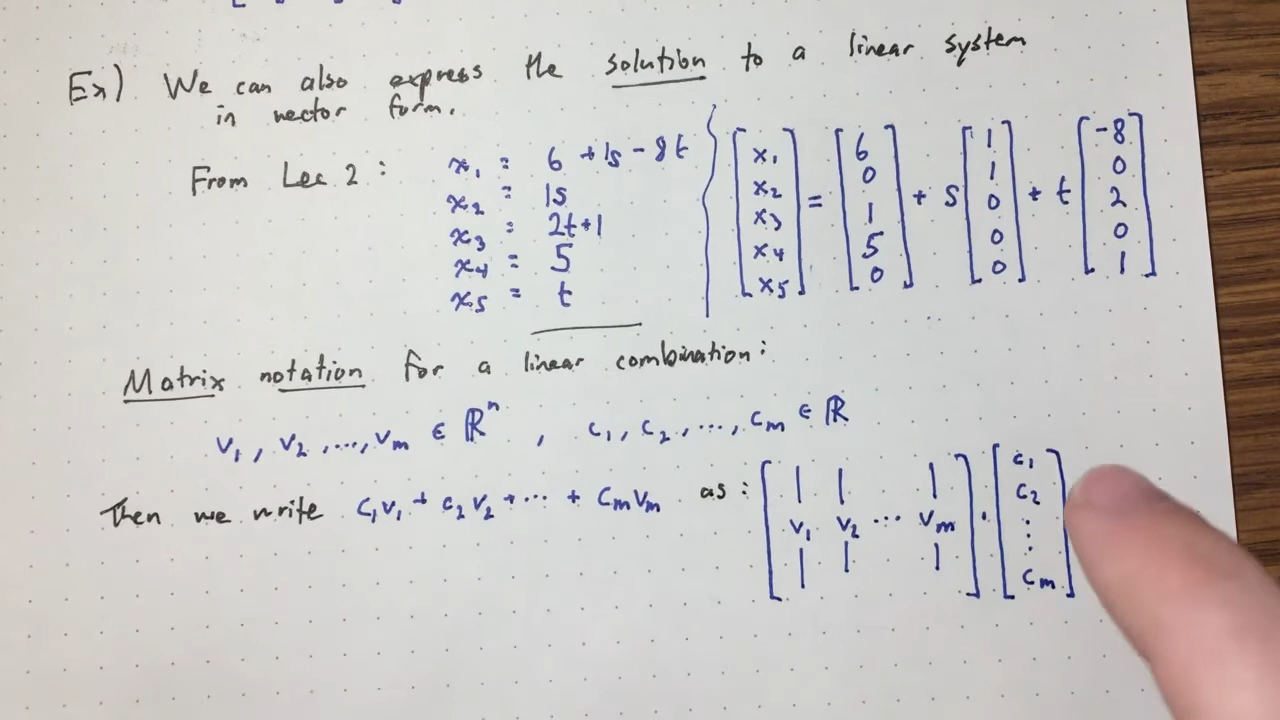 Ex) We can also express the solution to a linear system
in vector form.
From Lec 2 :
x₁ = 6 + 1s - 8t
x₂ = 1s
x₃ = 2t+1
x₄ = 5
x₅ = t
[x₁ x₂ x₃ x₄ x₅] = [6 0 1 5 0] + s [1 1 0 0 0] + t [-8 0 2 0 1]
Matrix notation for a linear combination:
v₁, v₂, ..., vₘ ∈ ℝⁿ , c₁, c₂, ..., cₘ ∈ ℝ
Then we write c₁v₁ + c₂v₂ + ⋯ + cₘvₘ as : [v₁ v₂ ⋯ vₘ] · [c₁ c₂ ⋮ cₘ]